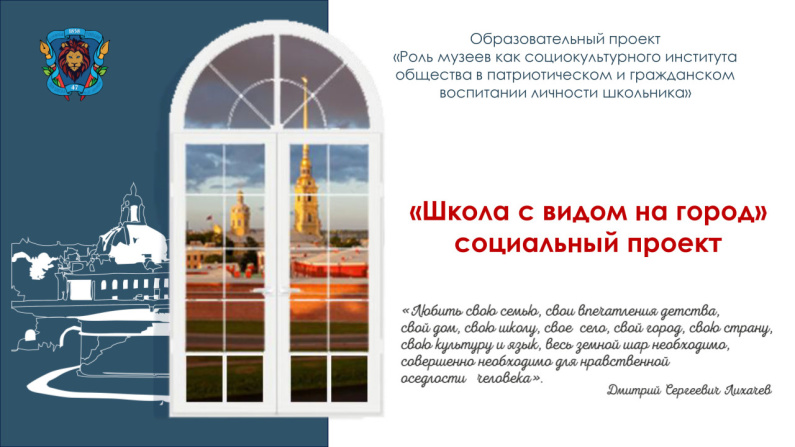 1938
47
Образовательный проект
«Роль музеев как социокультурного института
общества в патриотическом и гражданском
воспитании личности школьника»
«Школа с видом на город»
социальный проект
«Любить свою семью, свои впечатления детства,
свой дом, свою школу, свое село, свой город, свою страну,
свою культуру и язык, весь земной шар необходимо,
совершенно необходимо для нравственной
оседлости человека».
Дмитрий Сергеевич Лихачев